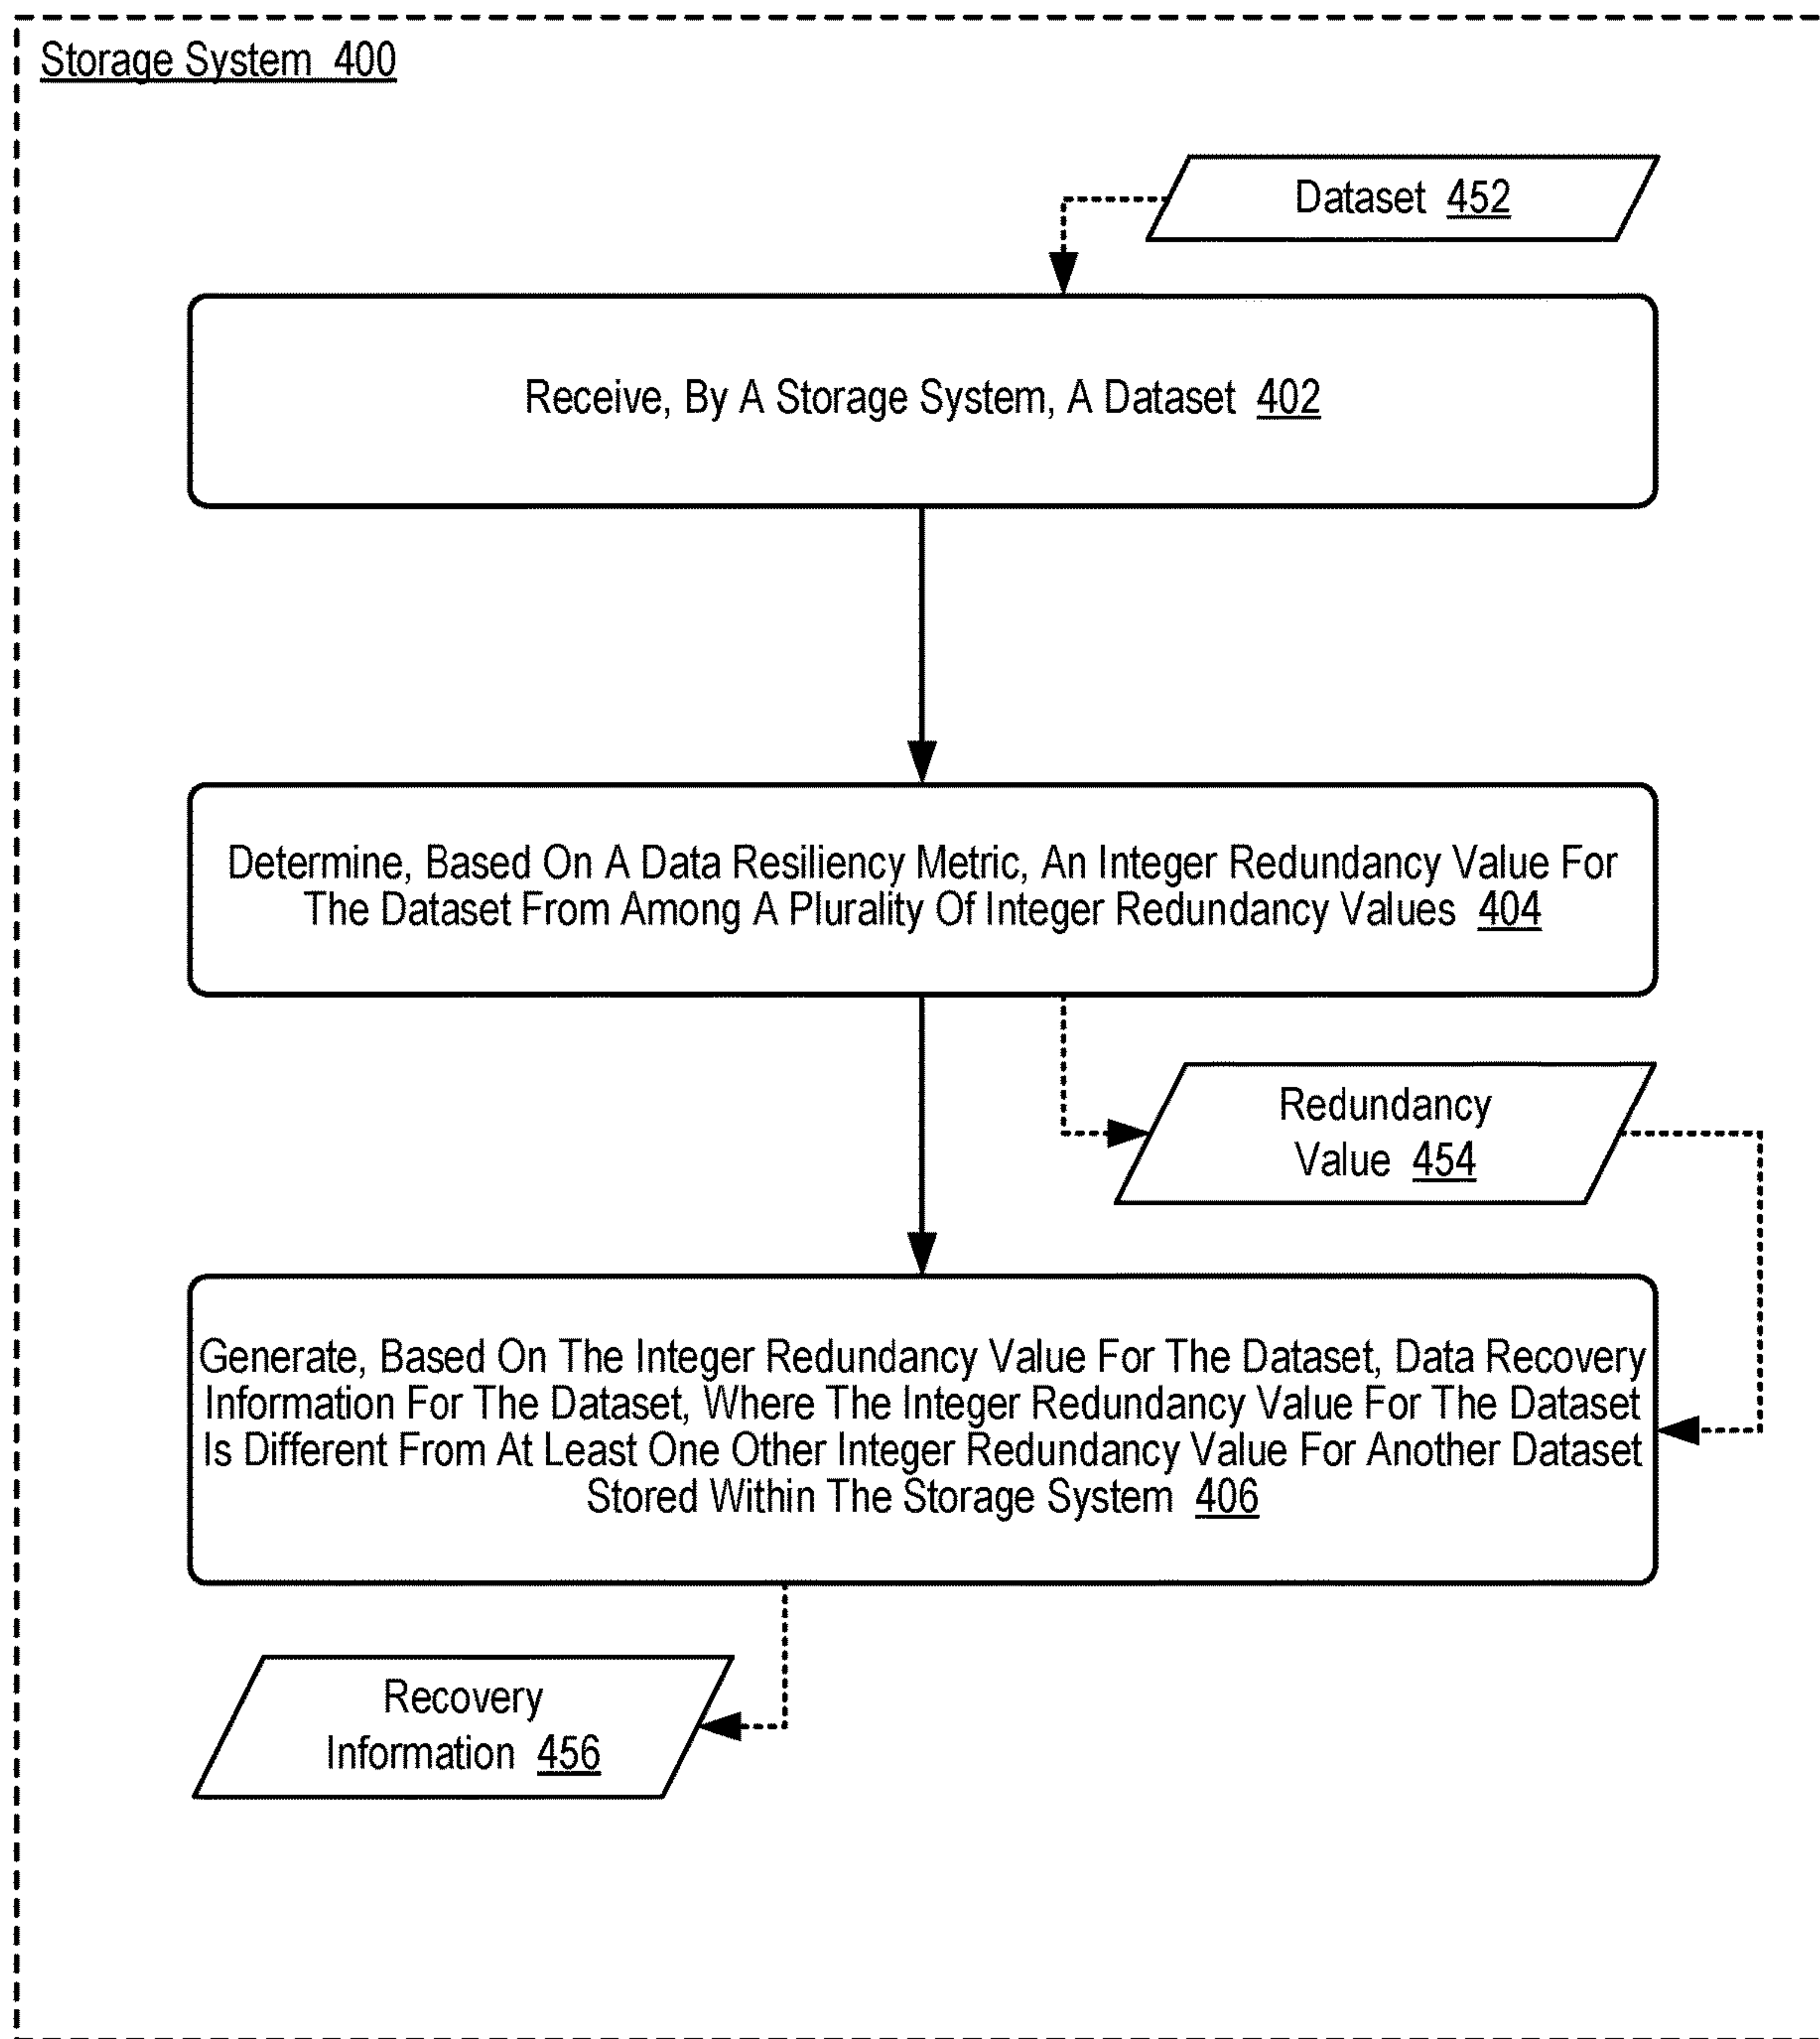 Storage System 400
Dataset 452
Receive, By A Storage System, A Dataset 402
Determine, Based On A Data Resiliency Metric, An Integer Redundancy Value For
The Dataset From Among A Plurality Of Integer Redundancy Values 404
Redundancy
Value 454
Generate, Based On The Integer Redundancy Value For The Dataset, Data Recovery
Information For The Dataset, Where The Integer Redundancy Value For The Dataset
Is Different From At Least One Other Integer Redundancy Value For Another Dataset
Stored Within The Storage System 406
Recovery
Information 456